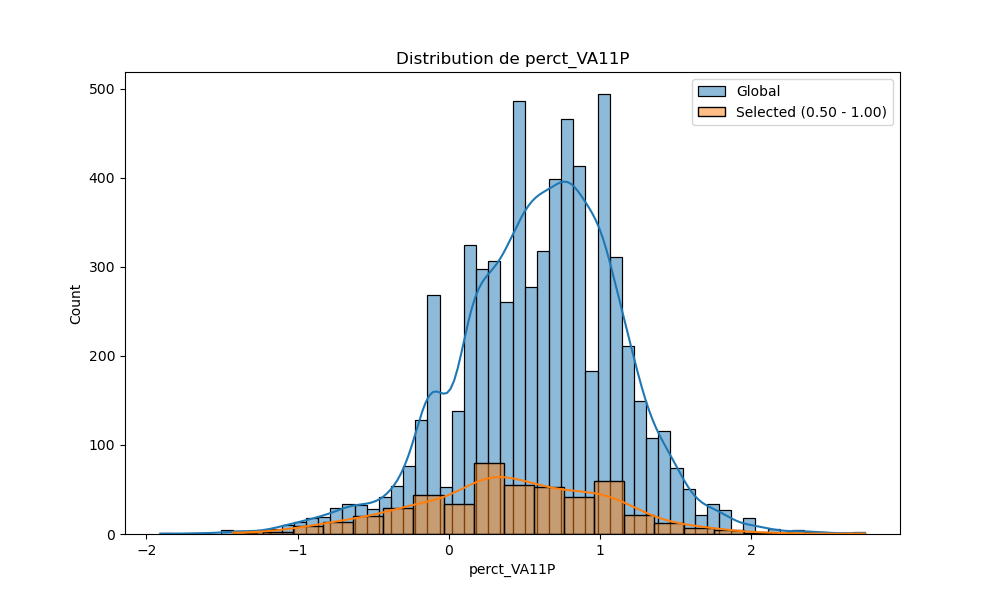 Distribution de perct_VA11P
Global
Selected (0.50 - 1.00)
500
400
300
200
100
0
Count
−2
−1
0
1
2
perct_VA11P